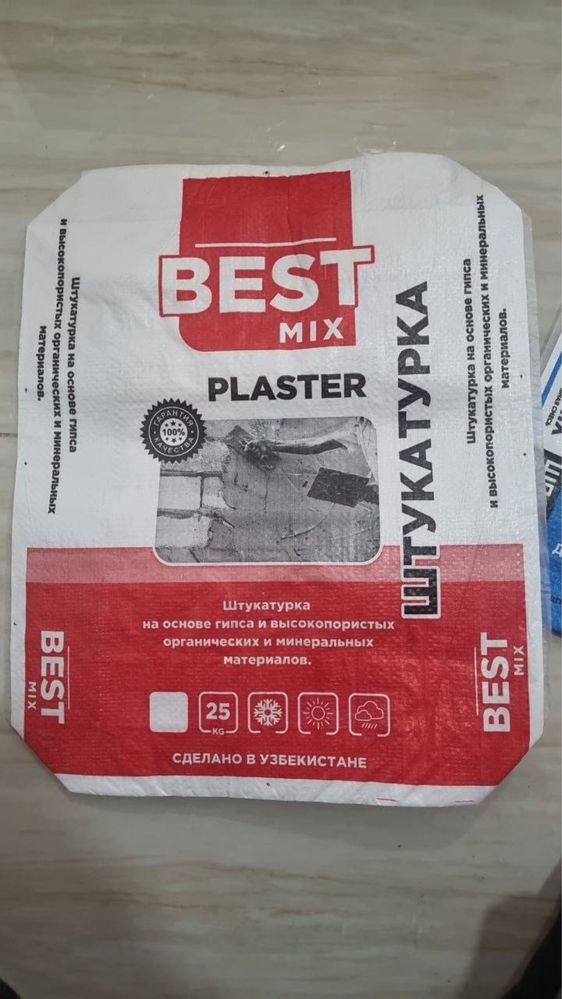 BEST
MIX
PLASTER
ГАРАНТИЯ
100%
КАЧЕСТВА
ШТУКАТУРКА
Штукатурка на основе гипса
и высокопористых органических и минеральных
материалов.
Штукатурка на основе гипса
и высокопористых органических и минеральных
материалов.
Штукатурка
на основе гипса и высокопористых
органических и минеральных
материалов.
BEST
MIX
BEST
MIX
25
KG
СДЕЛАНО В УЗБЕКИСТАНЕ